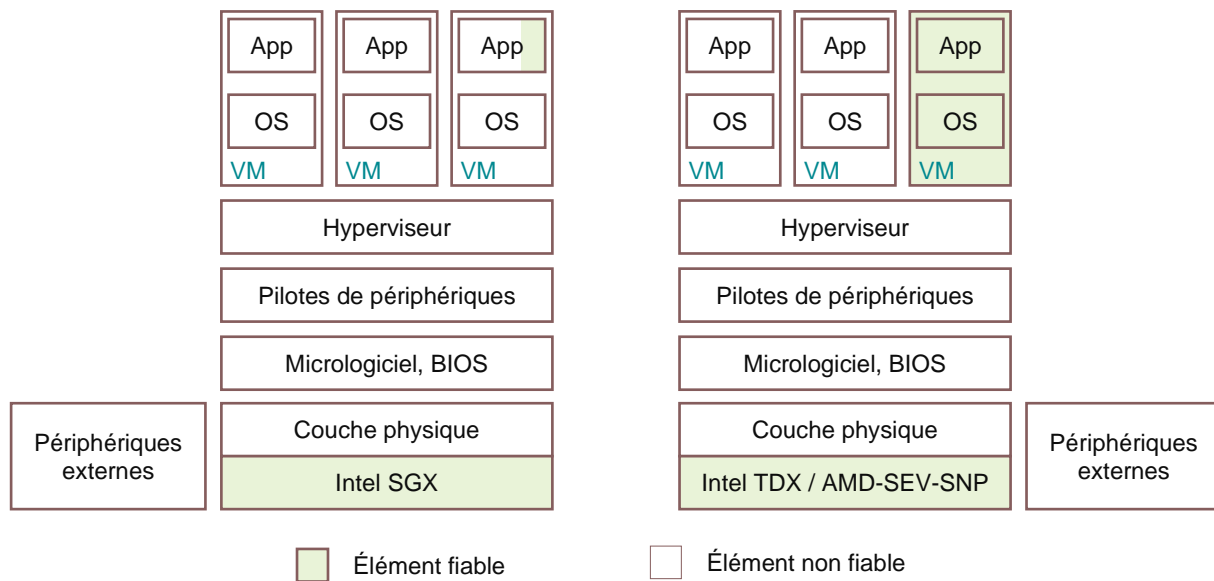 App App App
OS OS OS
VM VM VM
Hyperviseur
Pilotes de périphériques
Micrologiciel, BIOS
Périphériques
externes
Couche physique
Intel SGX
App App App
OS OS OS
VM VM VM
Hyperviseur
Pilotes de périphériques
Micrologiciel, BIOS
Couche physique
Intel TDX / AMD-SEV-SNP
Périphériques
externes
Élément fiable
Élément non fiable